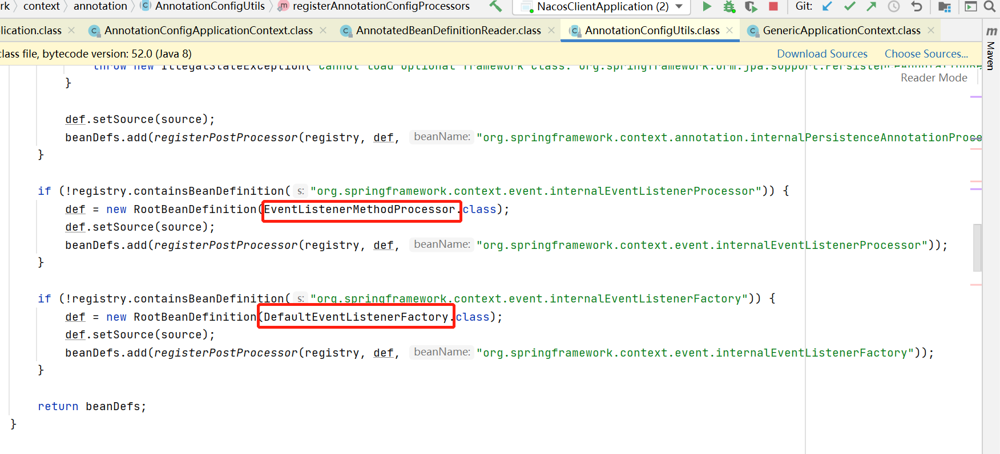 rk context annotation AnnotationConfigUtils m registerAnnotationConfigProcessors NacosClientApplication (2) Git:
lication.class AnnotationConfigApplicationContext.class AnnotatedBeanDefinitionReader.class AnnotationConfigUtils.class GenericApplicationContext.class
class file, bytecode version: 52.0 (Java 8) Download Sources Choose Sources...
m Maven
throw new IllegalStateException("Cannot load optional framework class: org.springframework.orm.jpa.support.PersistenceAnnotationBe
Reader Mode
}
def.setSource(source);
beanDefs.add(registerPostProcessor(registry, def, beanName: "org.springframework.context.annotation.internalPersistenceAnnotationProce
}
if (!registry.containsBeanDefinition( s: "org.springframework.context.event.internalEventListenerProcessor")) {
def = new RootBeanDefinition(EventListenerMethodProcessor.class);
def.setSource(source);
beanDefs.add(registerPostProcessor(registry, def, beanName: "org.springframework.context.event.internalEventListenerProcessor"));
}
if (!registry.containsBeanDefinition( s: "org.springframework.context.event.internalEventListenerFactory")) {
def = new RootBeanDefinition(DefaultEventListenerFactory.class);
def.setSource(source);
beanDefs.add(registerPostProcessor(registry, def, beanName: "org.springframework.context.event.internalEventListenerFactory"));
}
return beanDefs;
}